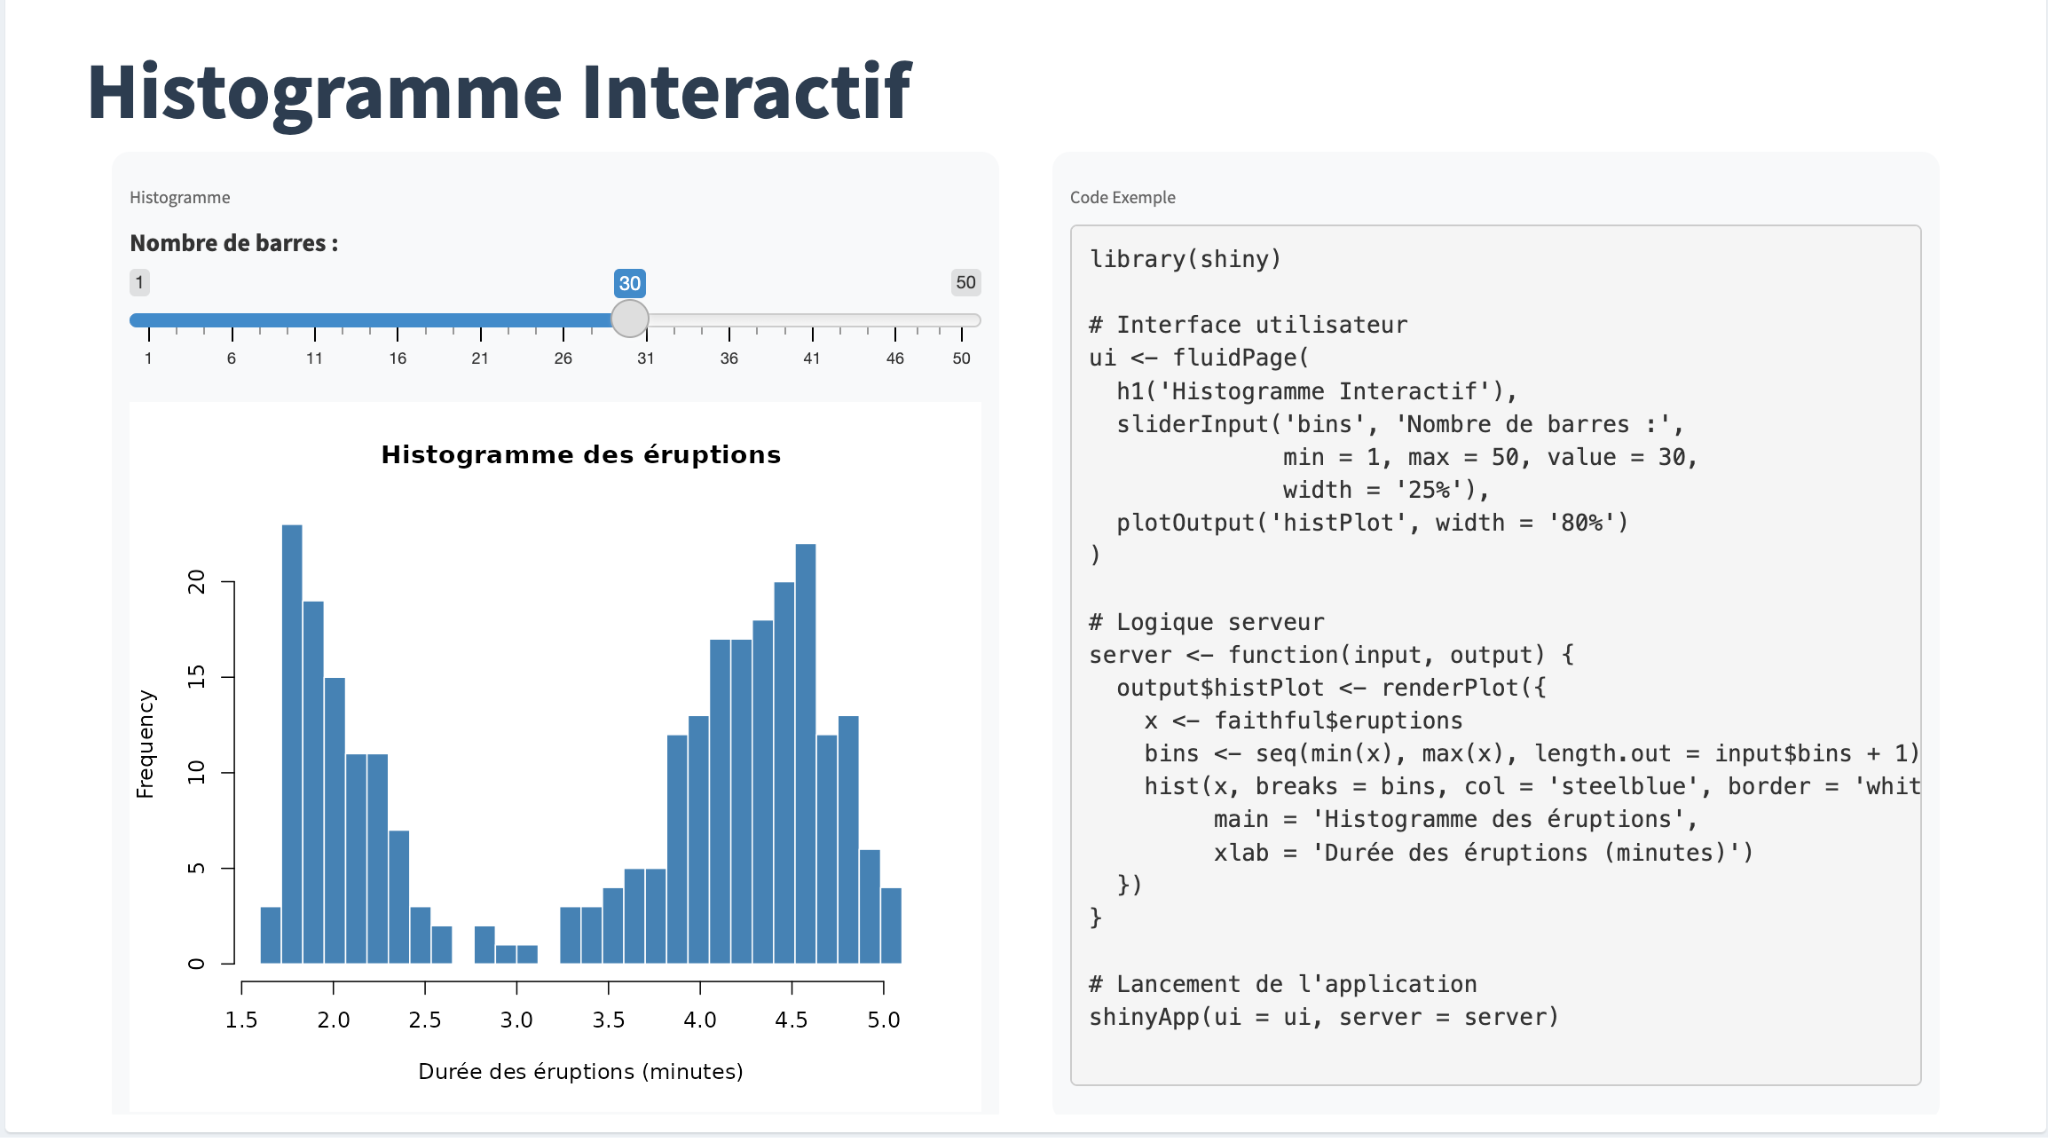 Histogramme Interactif
Histogramme
Nombre de barres :
1 30 50
1 6 11 16 21 26 31 36 41 46 50
Histogramme des éruptions
Frequency
20
15
10
5
0
1.5 2.0 2.5 3.0 3.5 4.0 4.5 5.0
Durée des éruptions (minutes)
Code Exemple
library(shiny)
# Interface utilisateur
ui <- fluidPage(
  h1('Histogramme Interactif'),
  sliderInput('bins', 'Nombre de barres :',
              min = 1, max = 50, value = 30,
              width = '25%'),
  plotOutput('histPlot', width = '80%')
)
# Logique serveur
server <- function(input, output) {
  output$histPlot <- renderPlot({
    x <- faithful$eruptions
    bins <- seq(min(x), max(x), length.out = input$bins + 1)
    hist(x, breaks = bins, col = 'steelblue', border = 'whit
         main = 'Histogramme des éruptions',
         xlab = 'Durée des éruptions (minutes)')
  })
}
# Lancement de l'application
shinyApp(ui = ui, server = server)